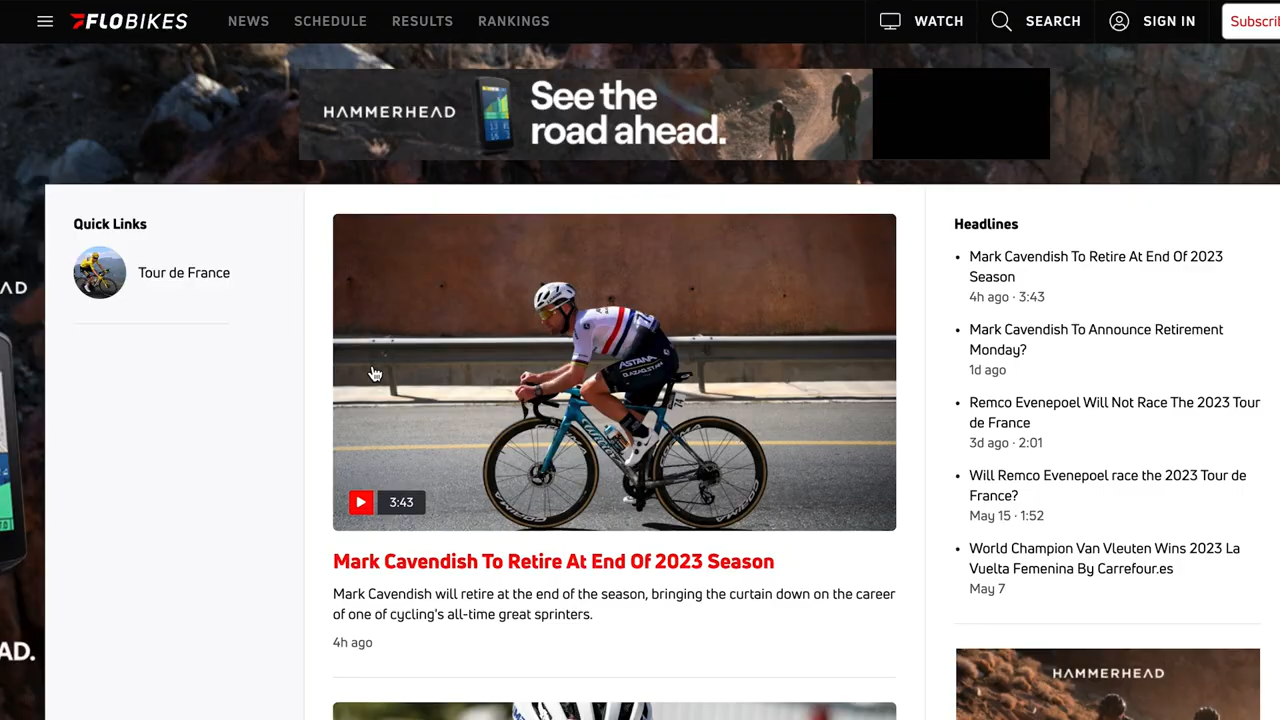 FLOBIKES NEWS SCHEDULE RESULTS RANKINGS WATCH SEARCH SIGN IN Subscrib
HAMMERHEAD
See the
road ahead.
Quick Links
Tour de France
AD
AD.
ASTANA
QAZAQSTAN
WILIER
CORIMA
CORIMA
3:43
Mark Cavendish To Retire At End Of 2023 Season
Mark Cavendish will retire at the end of the season, bringing the curtain down on the career
of one of cycling's all-time great sprinters.
4h ago
Headlines
• Mark Cavendish To Retire At End Of 2023
Season
4h ago · 3:43
• Mark Cavendish To Announce Retirement
Monday?
1d ago
• Remco Evenepoel Will Not Race The 2023 Tour
de France
3d ago · 2:01
• Will Remco Evenepoel race the 2023 Tour de
France?
May 15 · 1:52
• World Champion Van Vleuten Wins 2023 La
Vuelta Femenina By Carrefour.es
May 7
HAMMERHEAD